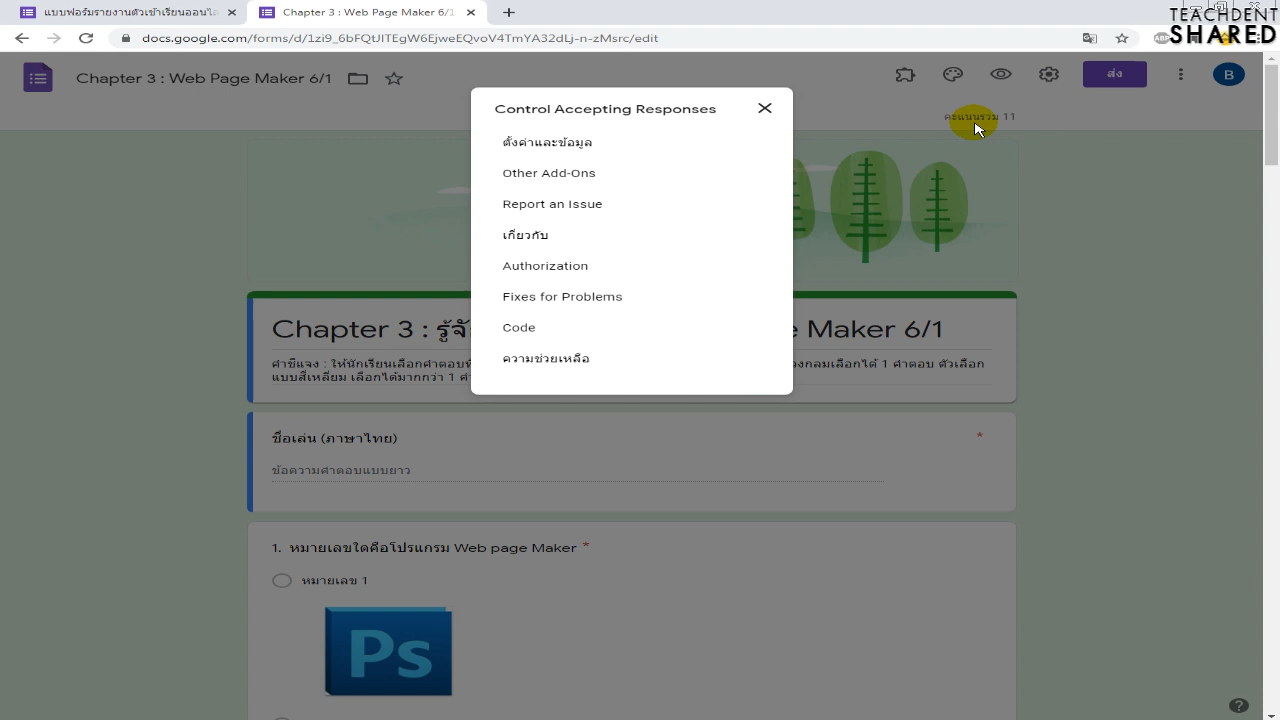 แบบฟอร์มรายงานตัวเข้าเรียนออนไล
Chapter 3 : Web Page Maker 6/1
TEACHDENT
SHARED
docs.google.com/forms/d/1zi9_6bFQtJITEgW6EjweEQvoV4TmYA32dLj-n-zMsrc/edit
Chapter 3 : Web Page Maker 6/1
ส่ง
B
คะแนนรวม 11
Control Accepting Responses
ตั้งค่าและข้อมูล
Other Add-Ons
Report an Issue
เกี่ยวกับ
Authorization
Fixes for Problems
Code
ความช่วยเหลือ
Chapter 3 : รู้จั
e Maker 6/1
คำชี้แจง : ให้นักเรียนเลือกคำตอบที
วงกลมเลือกได้ 1 คำตอบ ตัวเลือก
แบบสี่เหลี่ยม เลือกได้มากกว่า 1 ค
ชื่อเล่น (ภาษาไทย)
*
ข้อความคำตอบแบบยาว
1. หมายเลขใดคือโปรแกรม Web page Maker *
หมายเลข 1
Ps